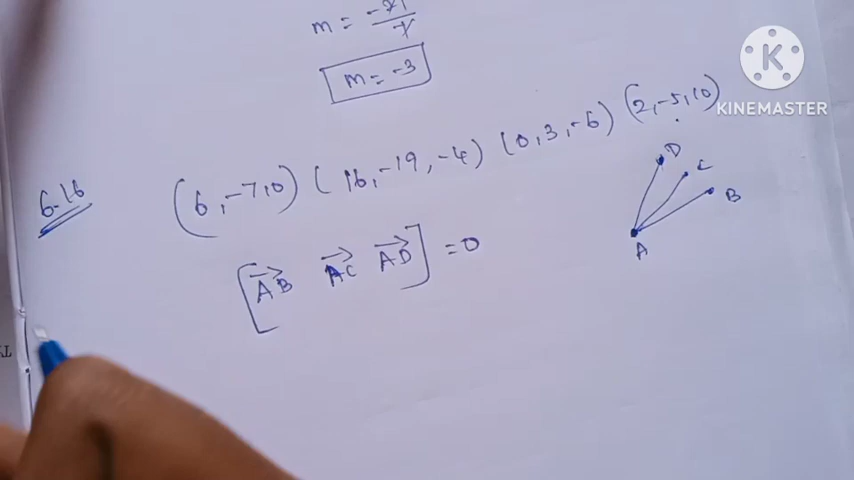 m = -21/-7
m = -3
KINEMASTER
6.16
(6,-7,0) (16,-19,-4) (0,3,-6) (2,-5,10)
D
C
B
A
[AB AC AD] = 0